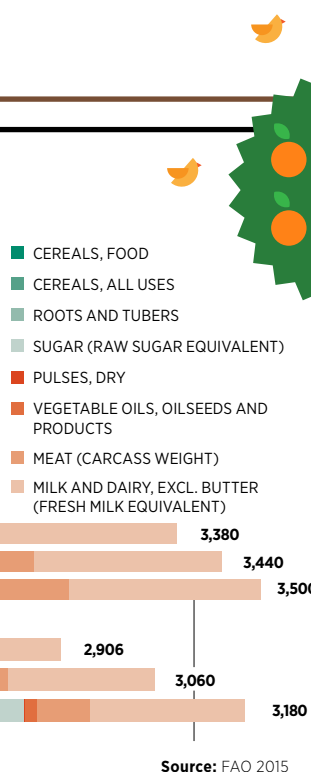 CEREALS, FOOD
CEREALS, ALL USES
ROOTS AND TUBERS
SUGAR (RAW SUGAR EQUIVALENT)
PULSES, DRY
VEGETABLE OILS, OILSEEDS AND
PRODUCTS
MEAT (CARCASS WEIGHT)
MILK AND DAIRY, EXCL. BUTTER
(FRESH MILK EQUIVALENT)
3,380
3,440
3,500
2,906
3,060
3,180
Source: FAO 2015